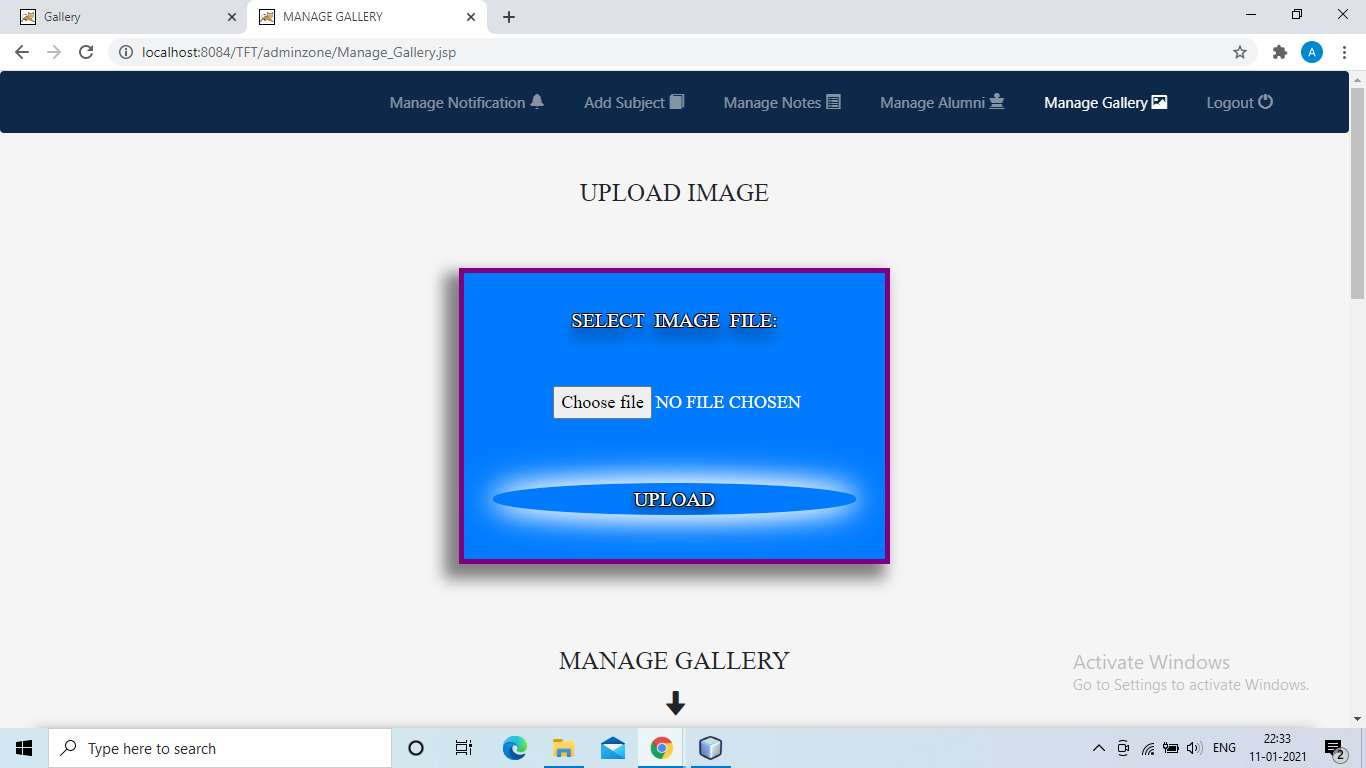 Gallery
MANAGE GALLERY
localhost:8084/TFT/adminzone/Manage_Gallery.jsp
A
Manage Notification Add Subject Manage Notes Manage Alumni Manage Gallery Logout
UPLOAD IMAGE
SELECT IMAGE FILE:
Choose file NO FILE CHOSEN
UPLOAD
MANAGE GALLERY
Activate Windows
Go to Settings to activate Windows.
Type here to search
ENG
22:33
11-01-2021
2